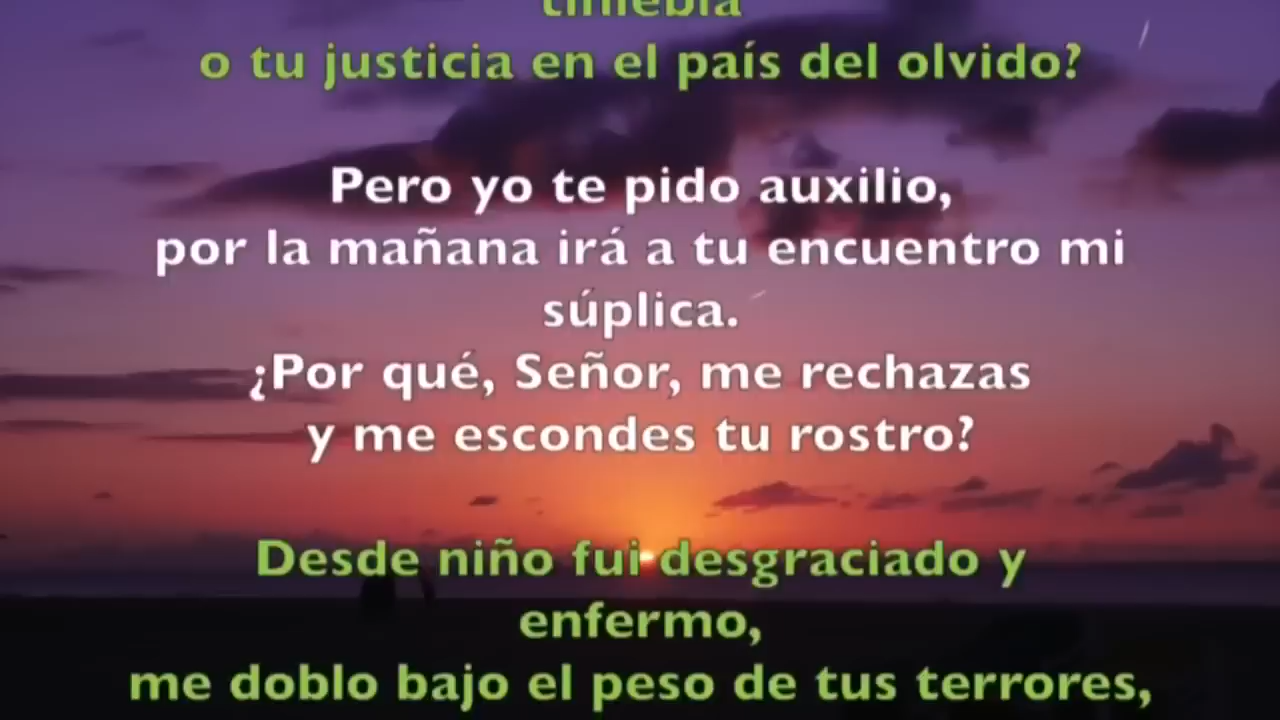 tiniebla
o tu justicia en el país del olvido?
Pero yo te pido auxilio,
por la mañana irá a tu encuentro mi
súplica.
¿Por qué, Señor, me rechazas
y me escondes tu rostro?
Desde niño fui desgraciado y
enfermo,
me doblo bajo el peso de tus terrores,